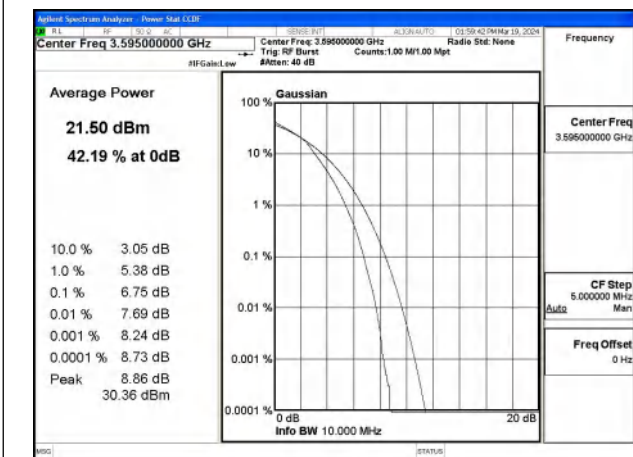 Agilent Spectrum Analyzer - Power Stat CCDF
RL RF 50 Ω AC SENSE:INT ALIGN AUTO 01:59:42 PM Mar 19, 2024
Center Freq 3.595000000 GHz
Center Freq: 3.595000000 GHz Radio Std: None
Trig: RF Burst Counts:1.00 M/1.00 Mpt
#IFGain:Low #Atten: 40 dB
Frequency
Average Power
21.50 dBm
42.19 % at 0dB
10.0 % 3.05 dB
1.0 % 5.38 dB
0.1 % 6.75 dB
0.01 % 7.69 dB
0.001 % 8.24 dB
0.0001 % 8.73 dB
Peak 8.86 dB
30.36 dBm
Gaussian
100 %
10 %
1 %
0.1 %
0.01 %
0.001 %
0.0001 %
0 dB 20 dB
Info BW 10.000 MHz
Center Freq
3.595000000 GHz
CF Step
5.000000 MHz
Auto Man
Freq Offset
0 Hz
MSG STATUS